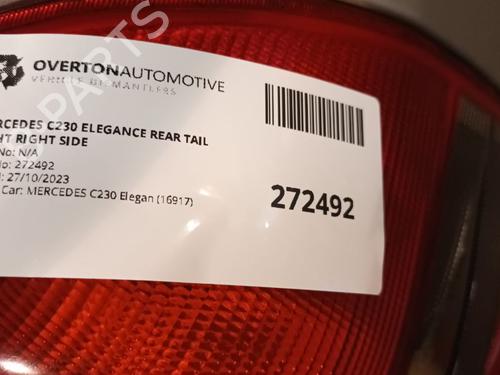 OVERTONAUTOMOTIVE
VEHICLE DISMANTLERS
RCEDES C230 ELEGANCE REAR TAIL
HT RIGHT SIDE
No: N/A
o: 272492
: 27/10/2023
Car: MERCEDES C230 Elegan (16917)
272492
PARTS